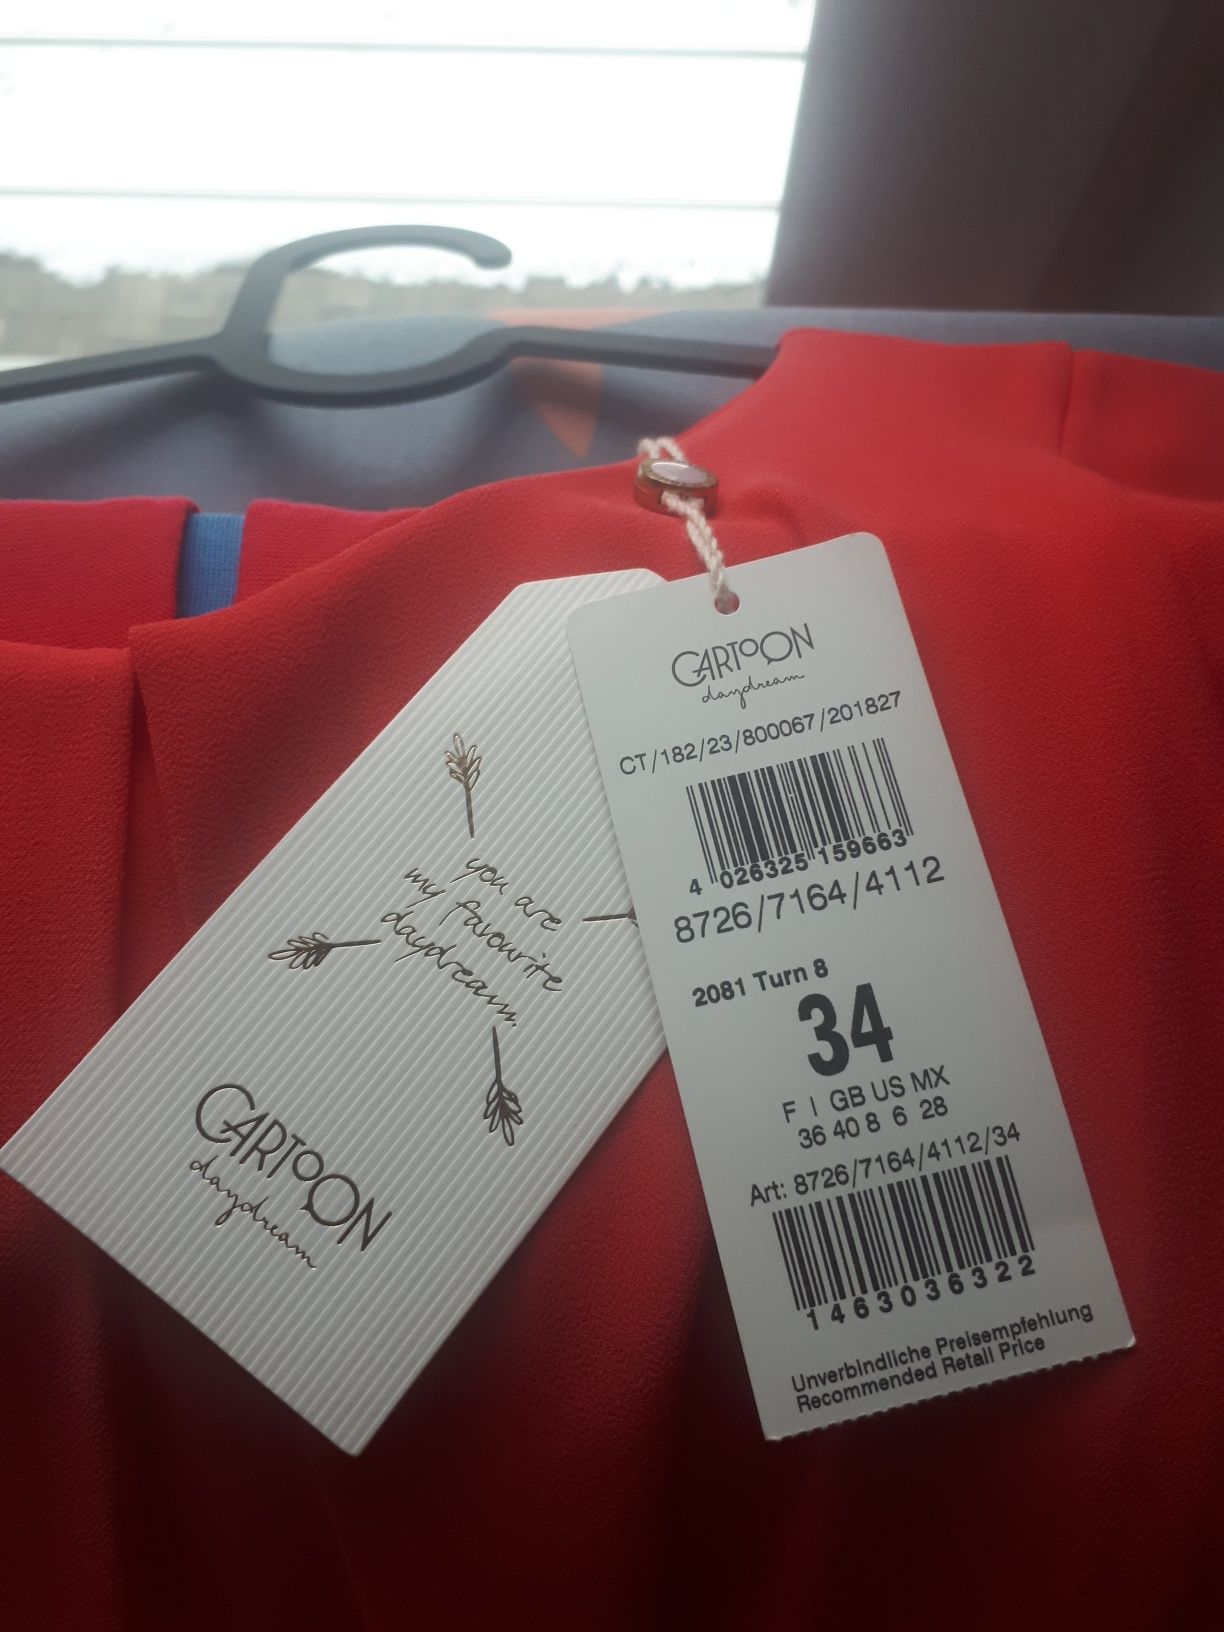 you are
my favourite
daydream.
CARTOON
daydream
CARTOON
daydream
CT/182/23/800067/201827
4 026325 159663
8726/7164/4112
2081 Turn 8
34
F I GB US MX
36 40 8 6 28
Art: 8726/7164/4112/34
1463036322
Unverbindliche Preisempfehlung
Recommended Retail Price